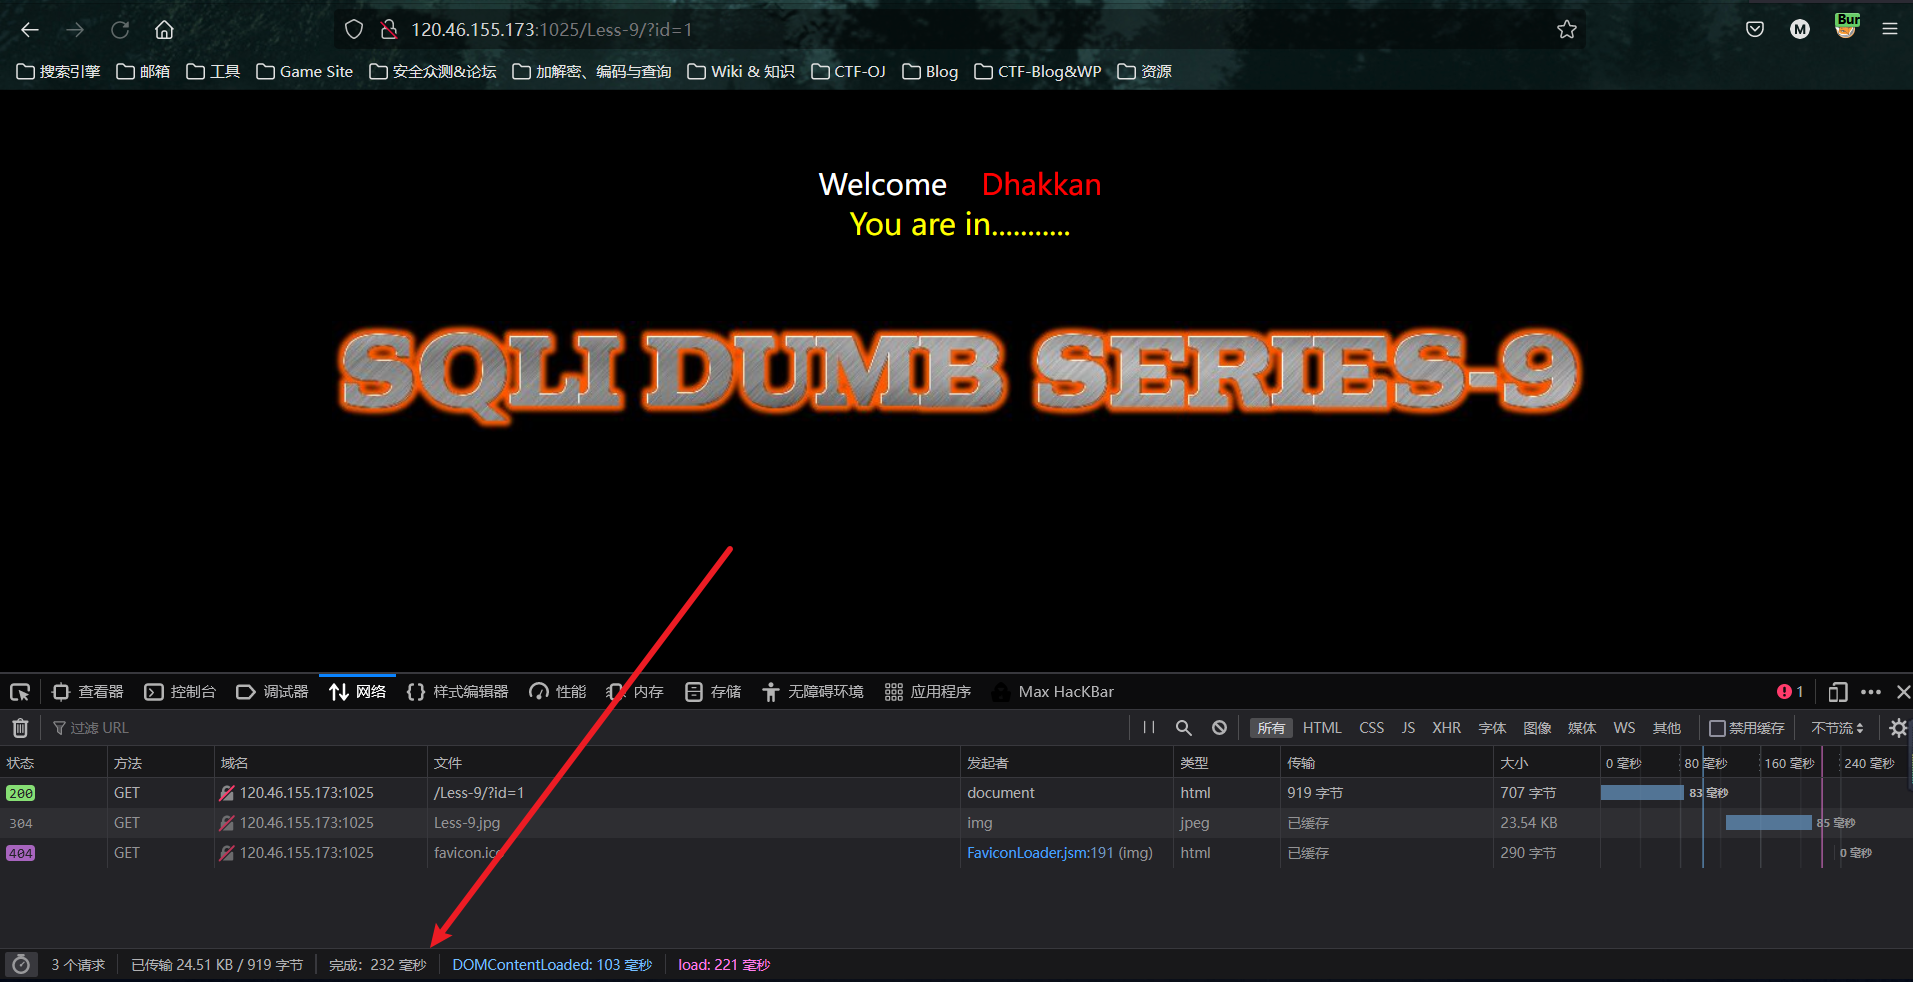 120.46.155.173:1025/Less-9/?id=1
M
Bur
搜索引擎 邮箱 工具 Game Site 安全众测&论坛 加解密、编码与查询 Wiki & 知识 CTF-OJ Blog CTF-Blog&WP 资源
Welcome Dhakkan
You are in...........
SQLI DUMB SERIES-9
查看器 控制台 调试器 网络 样式编辑器 性能 内存 存储 无障碍环境 应用程序 Max HacKBar 1
过滤 URL 所有 HTML CSS JS XHR 字体 图像 媒体 WS 其他 禁用缓存 不节流
状态 方法 域名 文件 发起者 类型 传输 大小 0 毫秒 80 毫秒 160 毫秒 240 毫秒
200 GET 120.46.155.173:1025 /Less-9/?id=1 document html 919 字节 707 字节 83 毫秒
304 GET 120.46.155.173:1025 Less-9.jpg img jpeg 已缓存 23.54 KB 85 毫秒
404 GET 120.46.155.173:1025 favicon.ico FaviconLoader.jsm:191 (img) html 已缓存 290 字节 0 毫秒
3 个请求 已传输 24.51 KB / 919 字节 完成：232 毫秒 DOMContentLoaded: 103 毫秒 load: 221 毫秒